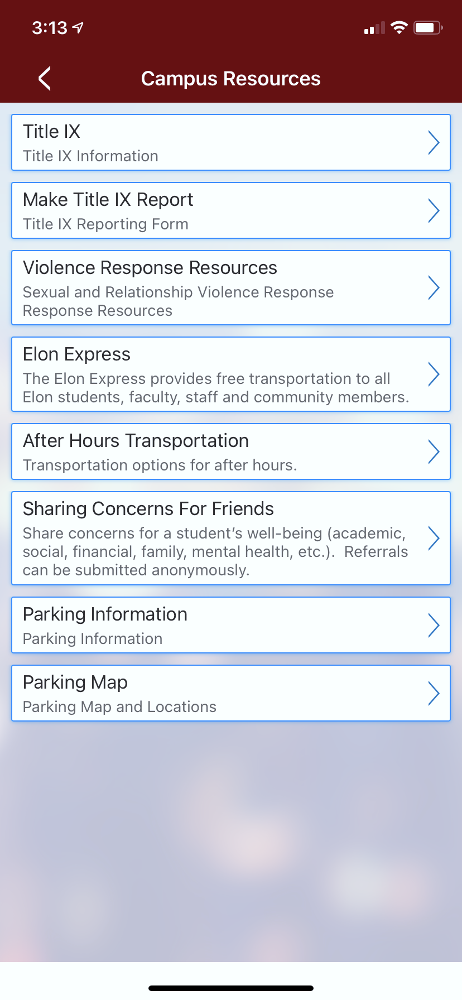 3:13
Campus Resources
Title IX
Title IX Information
Make Title IX Report
Title IX Reporting Form
Violence Response Resources
Sexual and Relationship Violence Response
Response Resources
Elon Express
The Elon Express provides free transportation to all
Elon students, faculty, staff and community members.
After Hours Transportation
Transportation options for after hours.
Sharing Concerns For Friends
Share concerns for a student’s well-being (academic,
social, financial, family, mental health, etc.).  Referrals
can be submitted anonymously.
Parking Information
Parking Information
Parking Map
Parking Map and Locations